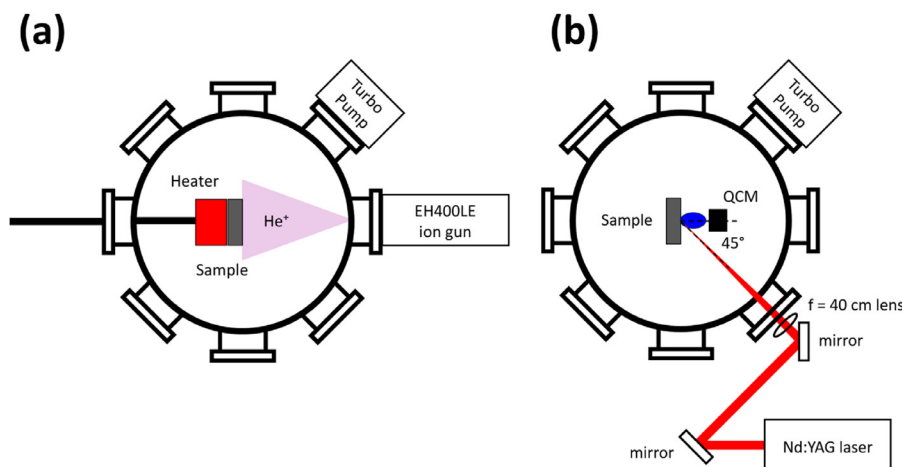 (a)
Turbo
Pump
Heater
He⁺
EH400LE
ion gun
Sample
(b)
Turbo
Pump
QCM
Sample
45°
f = 40 cm lens
mirror
mirror
Nd:YAG laser